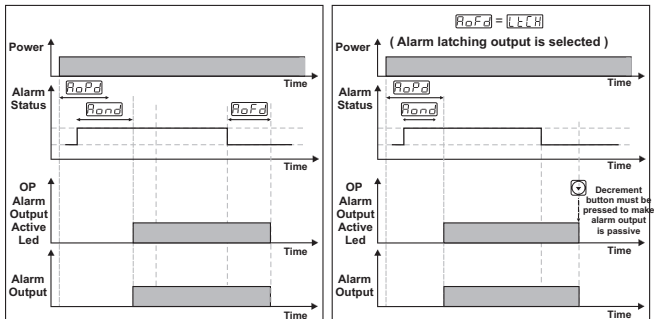 Power
Time
AoPd
Alarm
Status
Aond
AoFd
Time
OP
Alarm
Output
Active
Led
Time
Alarm
Output
Time
AoFd = LtCH
( Alarm latching output is selected )
Power
Time
AoPd
Alarm
Status
Aond
Time
OP
Alarm
Output
Active
Led
Decrement
button must be
pressed to make
alarm output
is passive
Time
Alarm
Output
Time